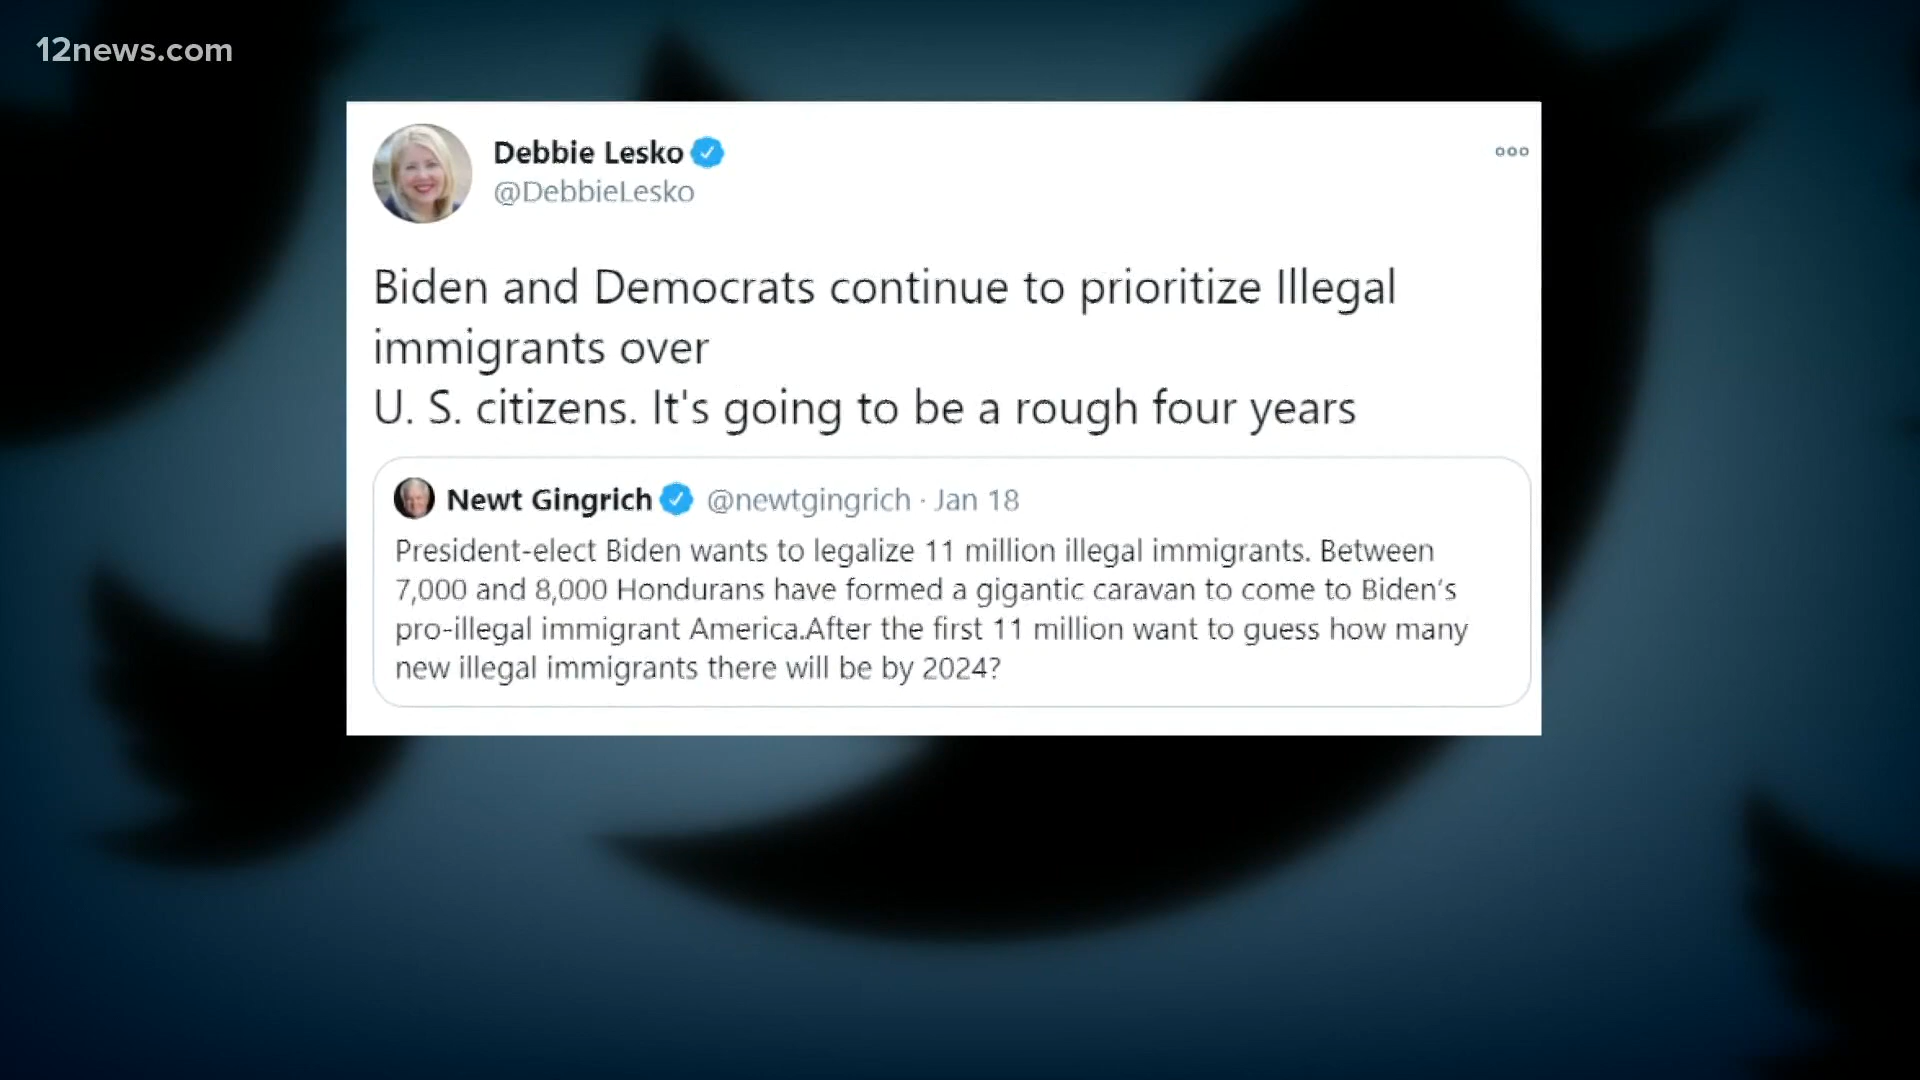 12news.com
Debbie Lesko
@DebbieLesko
Biden and Democrats continue to prioritize Illegal
immigrants over
U. S. citizens. It's going to be a rough four years
Newt Gingrich @newtgingrich · Jan 18
President-elect Biden wants to legalize 11 million illegal immigrants. Between
7,000 and 8,000 Hondurans have formed a gigantic caravan to come to Biden’s
pro-illegal immigrant America.After the first 11 million want to guess how many
new illegal immigrants there will be by 2024?